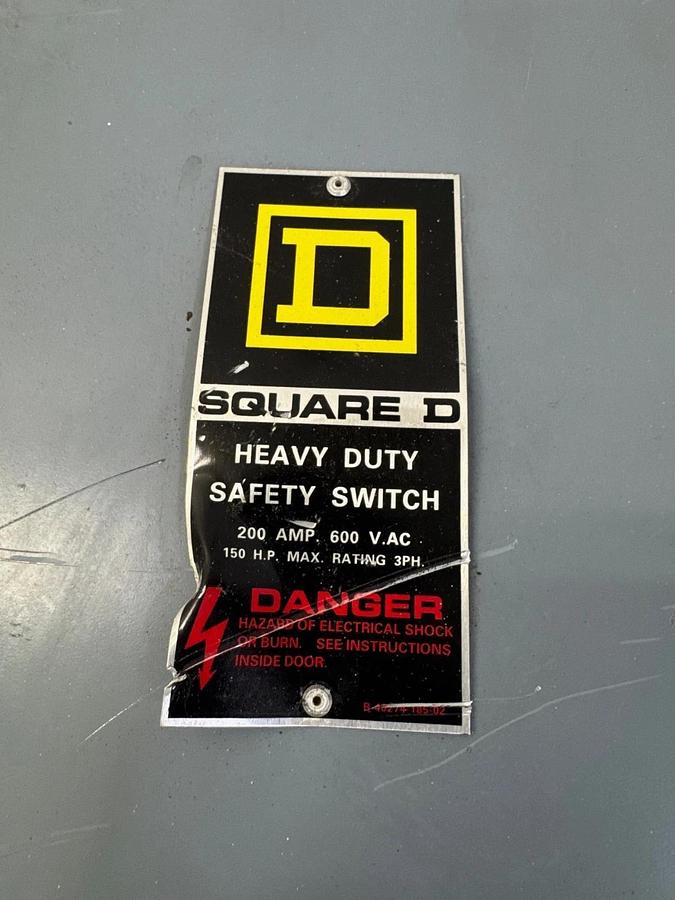 D
SQUARE D
HEAVY DUTY
SAFETY SWITCH
200 AMP. 600 V.AC
150 H.P. MAX. RATING 3PH.
DANGER
HAZARD OF ELECTRICAL SHOCK
OR BURN. SEE INSTRUCTIONS
INSIDE DOOR.